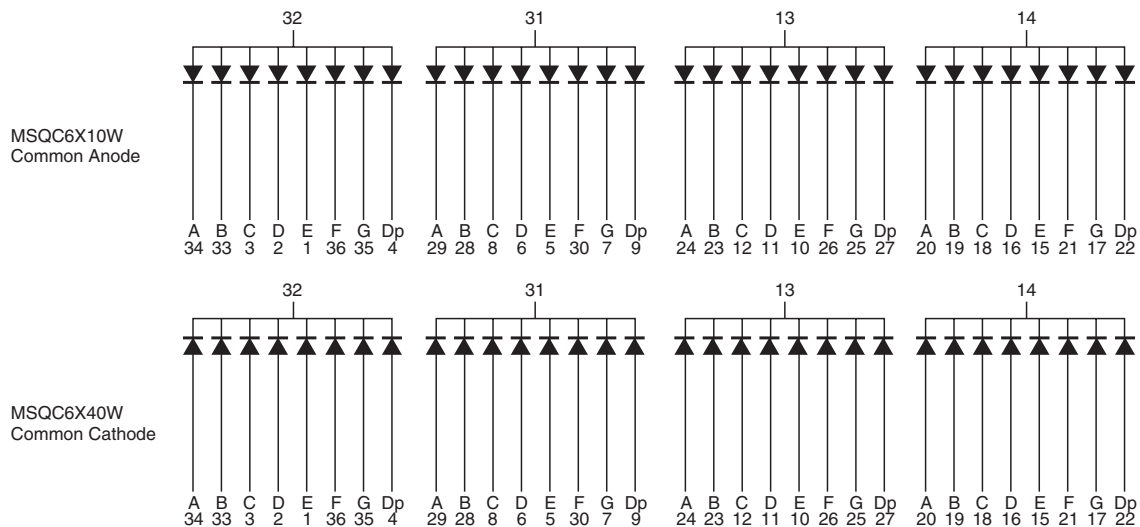 32 31 13 14
MSQC6X10W
Common Anode
A B C D E F G Dp A B C D E F G Dp A B C D E F G Dp A B C D E F G Dp
34 33 3 2 1 36 35 4 29 28 8 6 5 30 7 9 24 23 12 11 10 26 25 27 20 19 18 16 15 21 17 22
32 31 13 14
MSQC6X40W
Common Cathode
A B C D E F G Dp A B C D E F G Dp A B C D E F G Dp A B C D E F G Dp
34 33 3 2 1 36 35 4 29 28 8 6 5 30 7 9 24 23 12 11 10 26 25 27 20 19 18 16 15 21 17 22